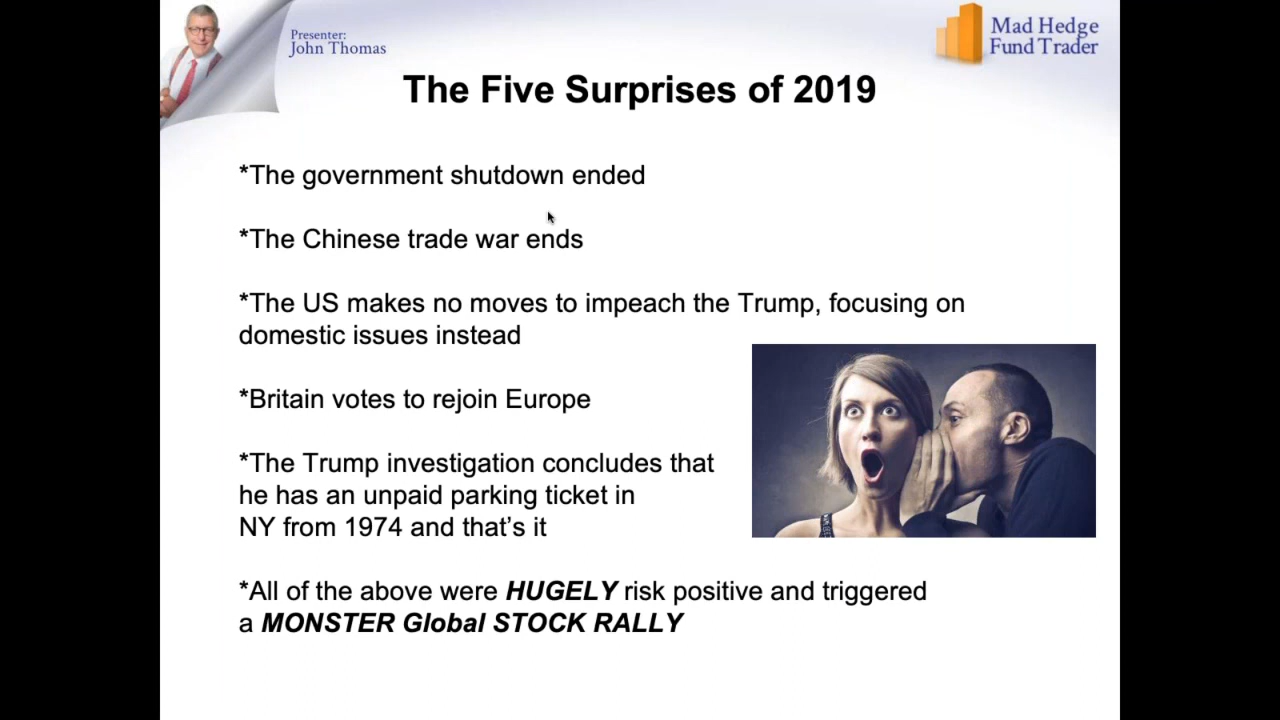 Presenter:
John Thomas
Mad Hedge
Fund Trader
The Five Surprises of 2019
*The government shutdown ended
*The Chinese trade war ends
*The US makes no moves to impeach the Trump, focusing on
domestic issues instead
*Britain votes to rejoin Europe
*The Trump investigation concludes that
he has an unpaid parking ticket in
NY from 1974 and that’s it
*All of the above were HUGELY risk positive and triggered
a MONSTER Global STOCK RALLY